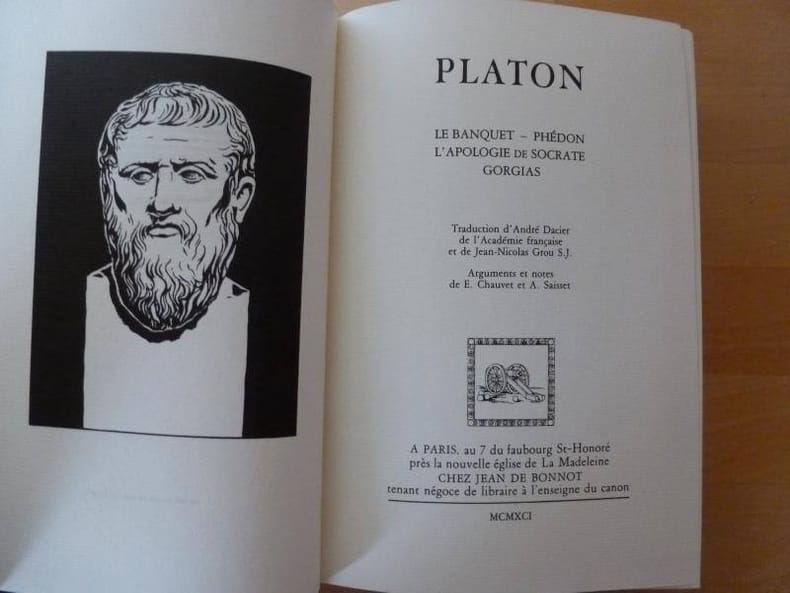 PLATON
LE BANQUET – PHÉDON
L'APOLOGIE DE SOCRATE
GORGIAS
Traduction d'André Dacier
de l'Académie française
et de Jean-Nicolas Grou S.J.
Arguments et notes
de E. Chauvet et A. Saisset
A PARIS, au 7 du faubourg St-Honoré
près la nouvelle église de La Madeleine
CHEZ JEAN DE BONNOT
tenant négoce de libraire à l'enseigne du canon
MCMXCI